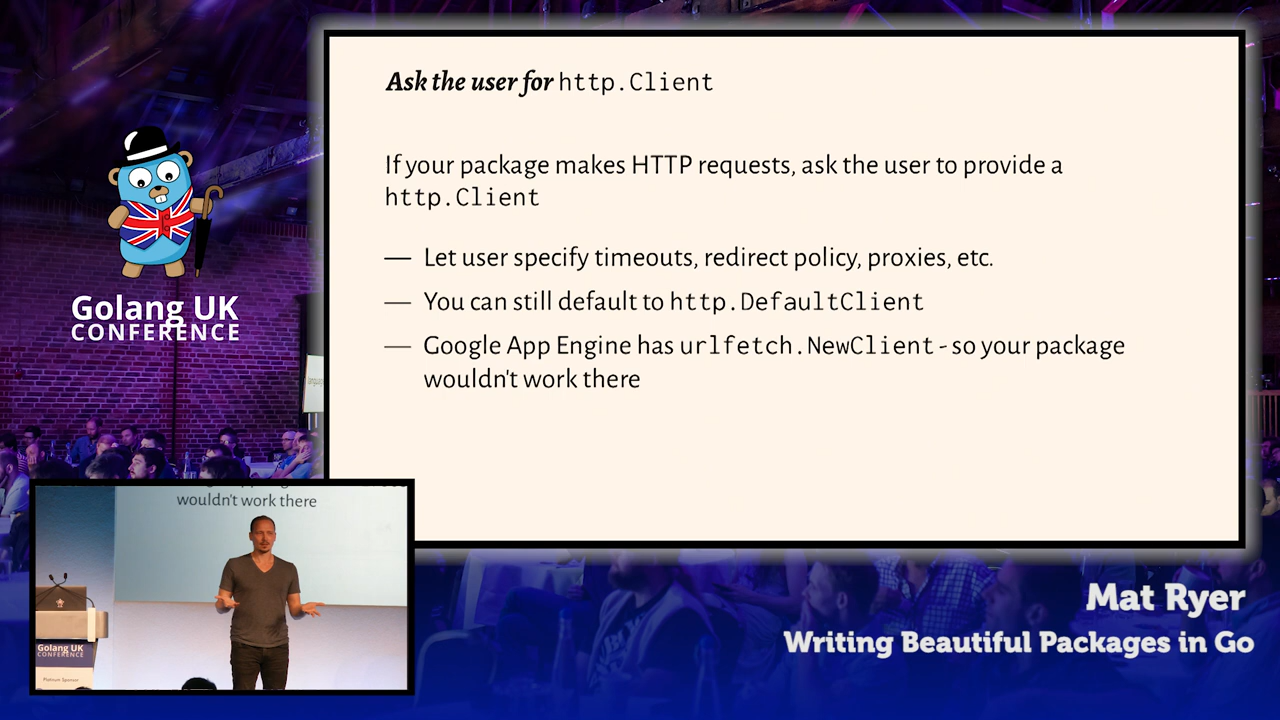 Ask the user for http.Client
If your package makes HTTP requests, ask the user to provide a
http.Client
— Let user specify timeouts, redirect policy, proxies, etc.
— You can still default to http.DefaultClient
— Google App Engine has urlfetch.NewClient - so your package
wouldn't work there
Golang UK
CONFERENCE
wouldn't work there
Golang UK
CONFERENCE
Platinum Sponsor
Mat Ryer
Writing Beautiful Packages in Go